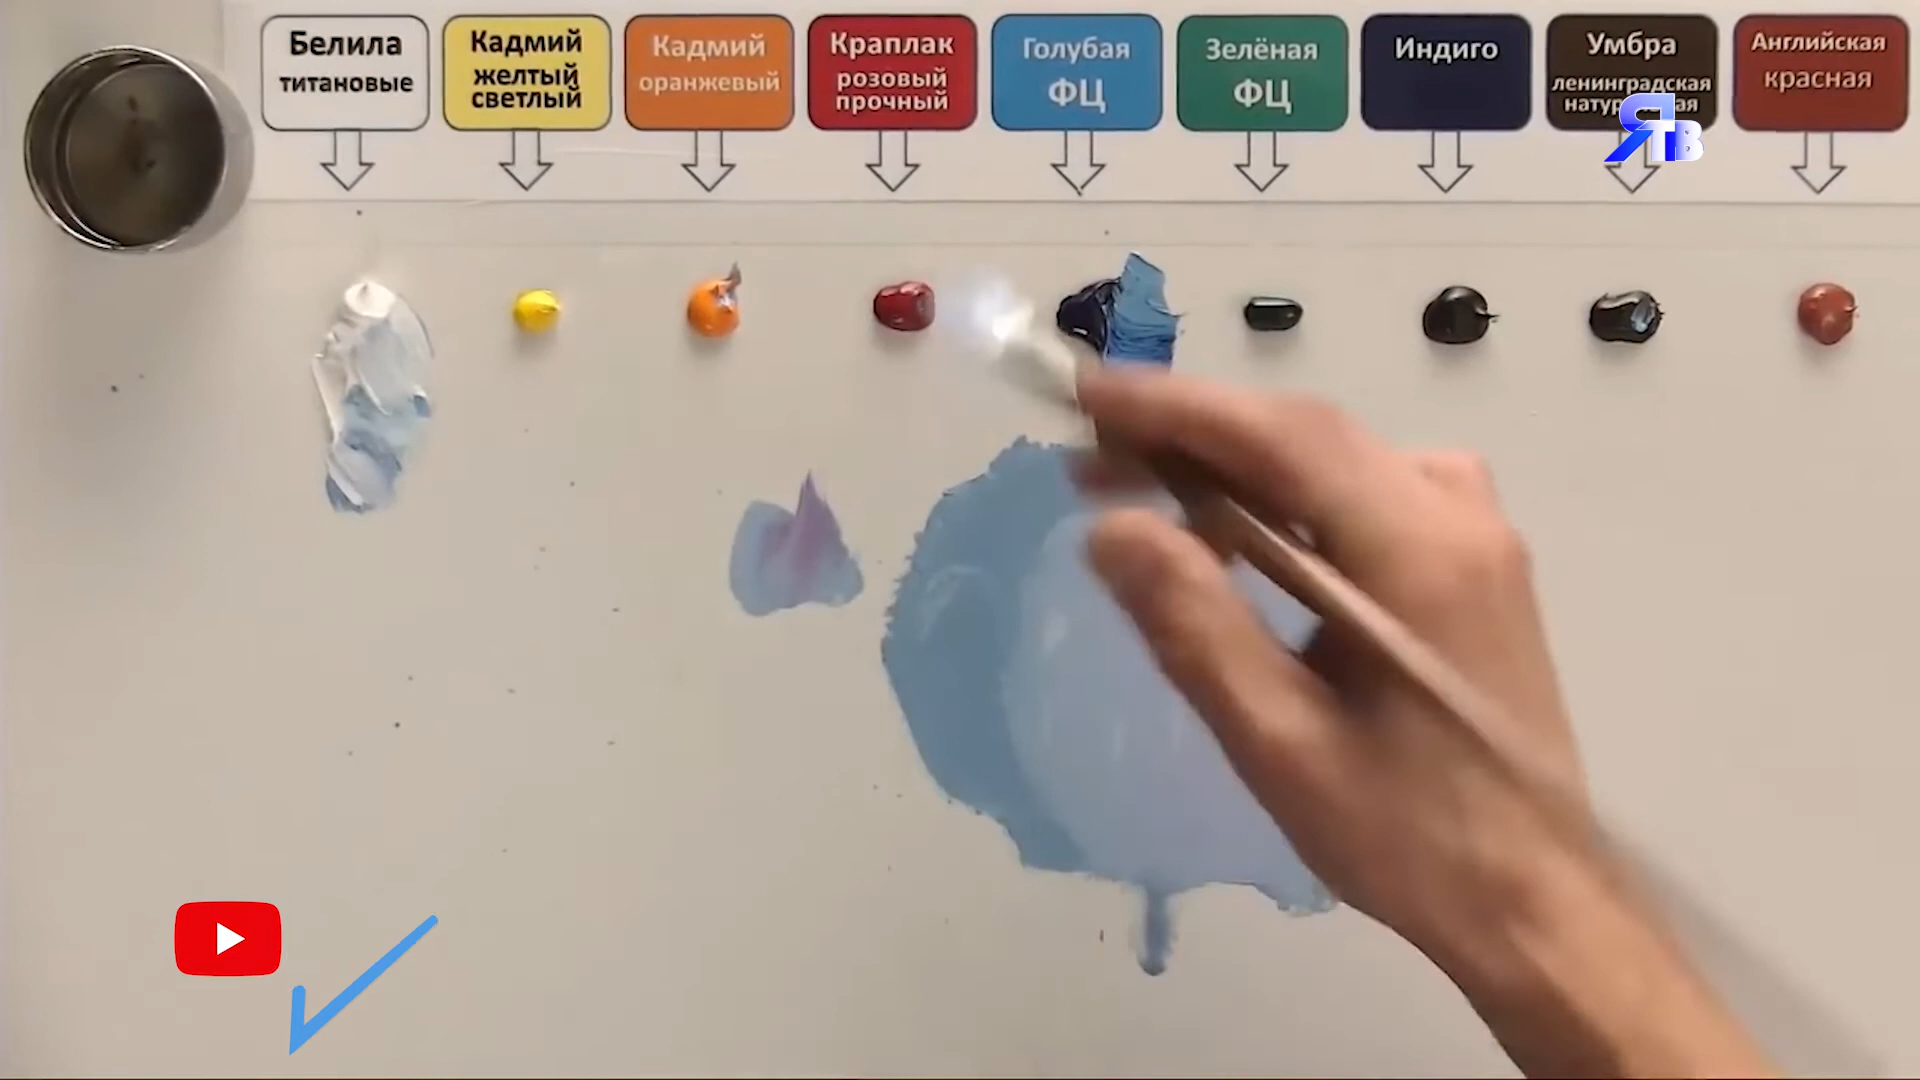 Белила
титановые
Кадмий
желтый
светлый
Кадмий
оранжевый
Краплак
розовый
прочный
Голубая
ФЦ
Зелёная
ФЦ
Индиго
Умбра
ленинградская
Английская
красная
ЯТВ